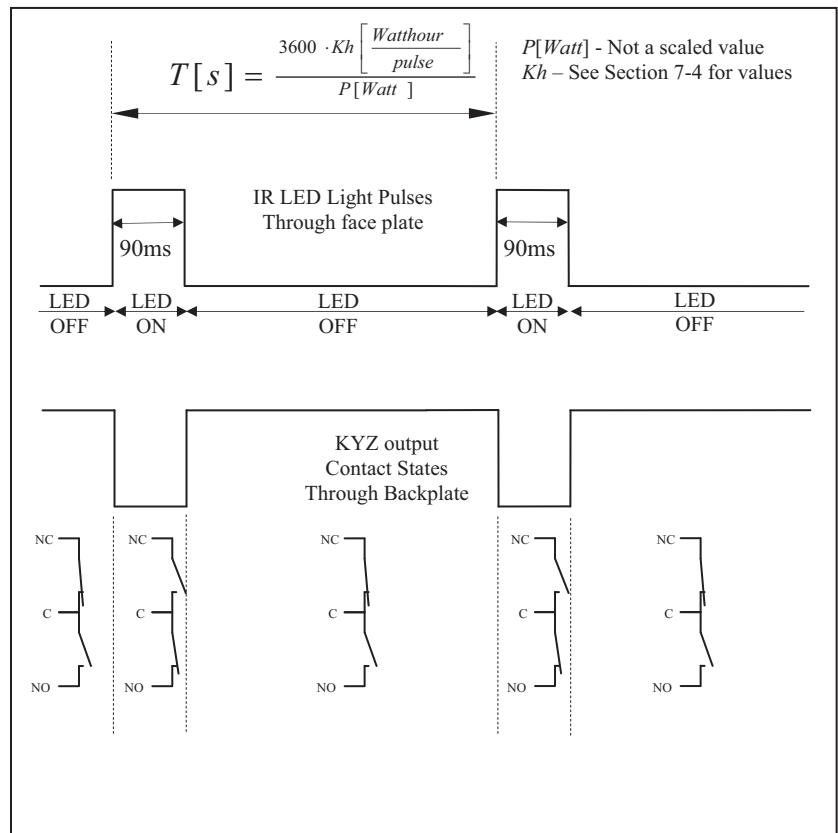 T[s] = 3600 · Kh [Watthour / pulse] / P[Watt ]
P[Watt] - Not a scaled value
Kh – See Section 7-4 for values
IR LED Light Pulses
Through face plate
90ms 90ms
LED LED LED LED LED
OFF ON OFF ON OFF
KYZ output
Contact States
Through Backplate
NC NC NC NC NC
C C C C C
NO NO NO NO NO